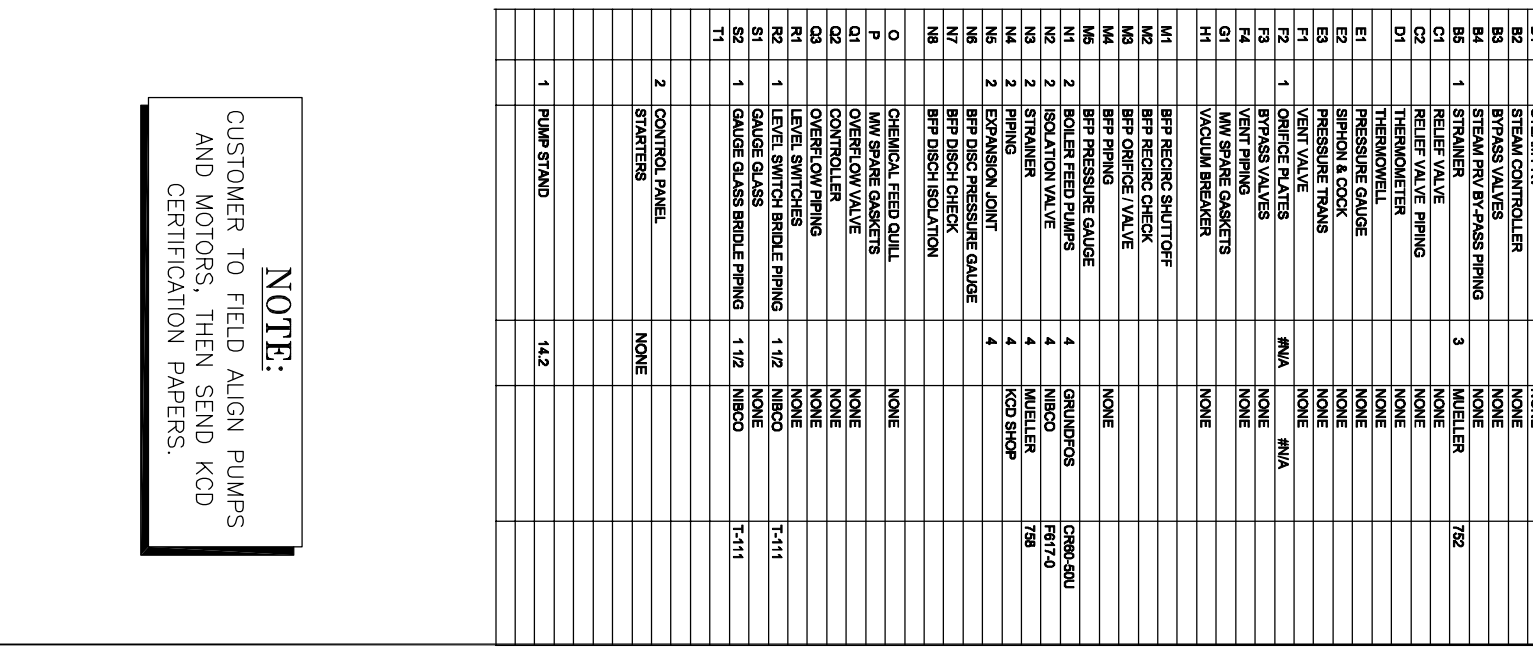 B2 STEAM CONTROLLER NONE
B3 BYPASS VALVES NONE
B4 STEAM PRV BY-PASS PIPING NONE
B5 1 STRAINER 3 MUELLER 752
C1 RELIEF VALVE NONE
C2 RELIEF VALVE PIPING NONE
D1 THERMOMETER NONE
THERMOWELL NONE
E1 PRESSURE GAUGE NONE
E2 SIPHON & COCK NONE
E3 PRESSURE TRANS NONE
F1 VENT VALVE NONE
F2 1 ORIFICE PLATES #N/A #N/A
F3 BYPASS VALVES NONE
F4 VENT PIPING NONE
G1 MW SPARE GASKETS
H1 VACUUM BREAKER NONE
M1 BFP RECIRC SHUTTOFF
M2 BFP RECIRC CHECK
M3 BFP ORIFICE / VALVE
M4 BFP PIPING NONE
M5 BFP PRESSURE GAUGE
N1 2 BOILER FEED PUMPS 4 GRUNDFOS CR60-50U
N2 2 ISOLATION VALVE 4 NIBCO F617-0
N3 2 STRAINER 4 MUELLER 758
N4 2 PIPING 4 KCD SHOP
N5 2 EXPANSION JOINT 4
N6 BFP DISC PRESSURE GAUGE
N7 BFP DISCH CHECK
N8 BFP DISCH ISOLATION
O CHEMICAL FEED QUILL NONE
P MW SPARE GASKETS
Q1 OVERFLOW VALVE NONE
Q2 CONTROLLER NONE
Q3 OVERFLOW PIPING NONE
R1 LEVEL SWITCHES NONE
R2 1 LEVEL SWITCH BRIDLE PIPING 1 1/2 NIBCO T-111
S1 GAUGE GLASS NONE
S2 1 GAUGE GLASS BRIDLE PIPING 1 1/2 NIBCO T-111
T1
2 CONTROL PANEL
STARTERS NONE
1 PUMP STAND 14.2
NOTE:
CUSTOMER TO FIELD ALIGN PUMPS
AND MOTORS, THEN SEND KCD
CERTIFICATION PAPERS.